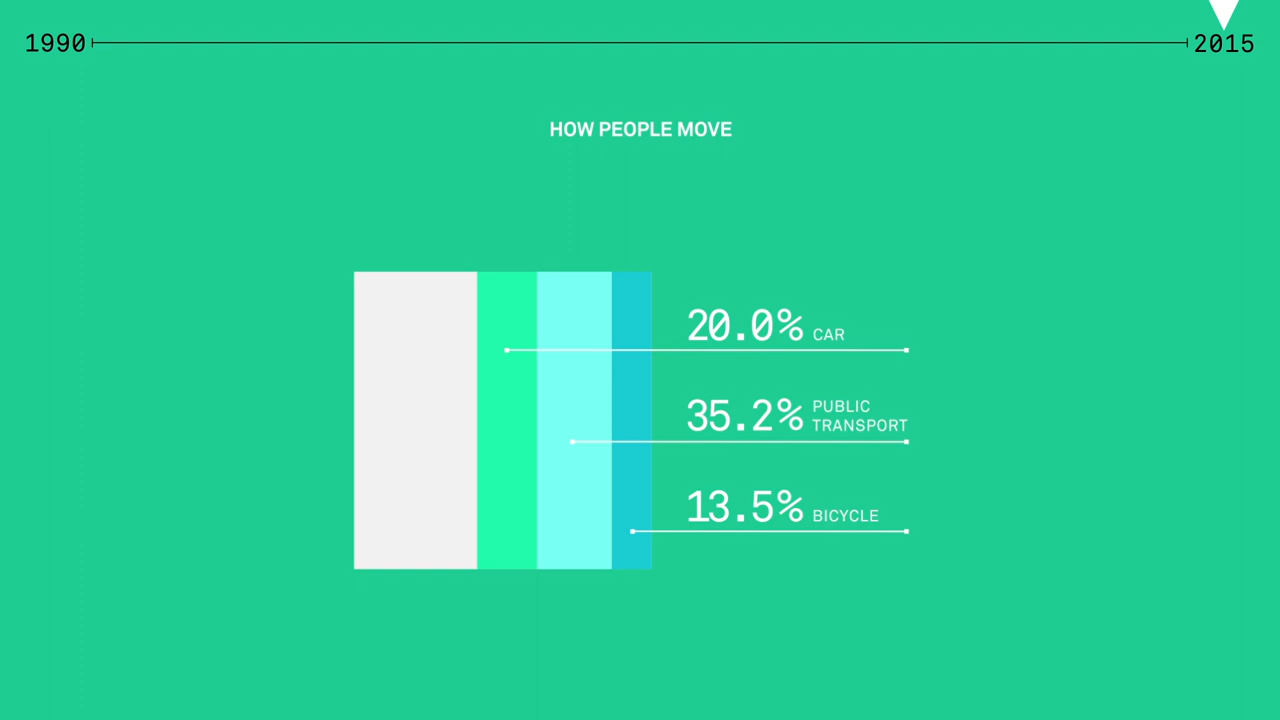 1990
2015
HOW PEOPLE MOVE
20.0% CAR
35.2% PUBLIC
TRANSPORT
13.5% BICYCLE